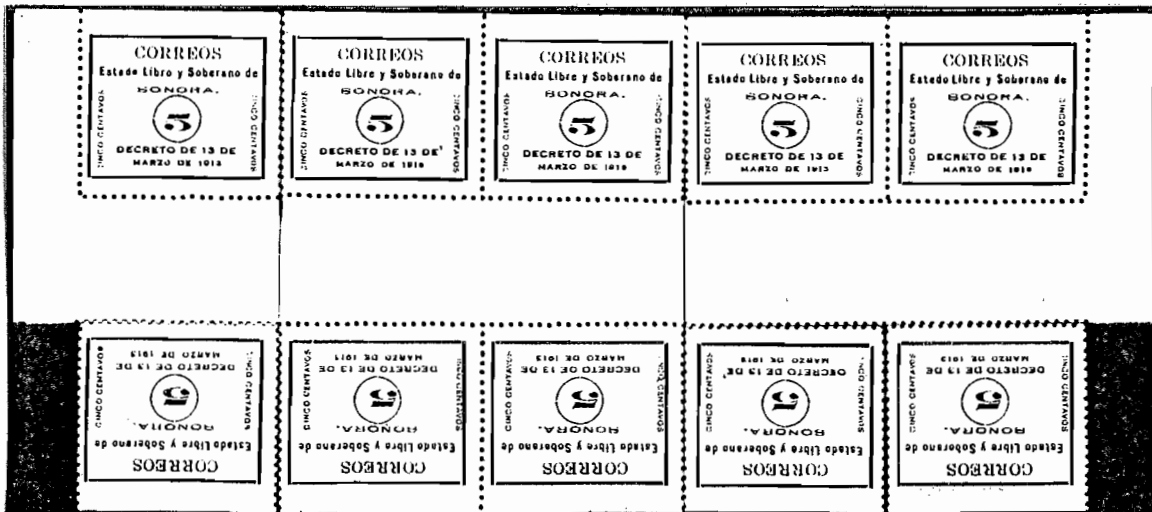 CORREOS
Estado Libre y Soberano de
SONORA.
CINCO CENTAVOS
5
CINCO CENTAVOS
DECRETO DE 13 DE
MARZO DE 1913
CORREOS
Estado Libre y Soberano de
SONORA.
CINCO CENTAVOS
5
CINCO CENTAVOS
DECRETO DE 13 DE
MARZO DE
CORREOS
Estado Libre y Soberano de
SONORA.
CINCO CENTAVOS
5
CINCO CENTAVOS
DECRETO DE 13 DE
MARZO DE
CORREOS
Estado Libre y Soberano de
SONORA.
CINCO CENTAVOS
5
CINCO CENTAVOS
DECRETO DE 13 DE
MARZO DE 1913
CORREOS
Estado Libre y Soberano de
SONORA.
CINCO CENTAVOS
5
CINCO CENTAVOS
DECRETO DE 13 DE
MARZO DE
CORREOS
Estado Libre y Soberano de
SONORA.
CINCO CENTAVOS
5
CINCO CENTAVOS
DECRETO DE 13 DE
MARZO DE 1913
CORREOS
Estado Libre y Soberano de
SONORA.
CINCO CENTAVOS
5
CINCO CENTAVOS
DECRETO DE 13 DE
MARZO DE
CORREOS
Estado Libre y Soberano de
SONORA.
CINCO CENTAVOS
5
CINCO CENTAVOS
DECRETO DE 13 DE
MARZO DE 1913
CORREOS
Estado Libre y Soberano de
SONORA.
CINCO CENTAVOS
5
CINCO CENTAVOS
DECRETO DE 13 DE
MARZO DE
CORREOS
Estado Libre y Soberano de
SONORA.
CINCO CENTAVOS
5
CINCO CENTAVOS
DECRETO DE 13 DE
MARZO DE 1913